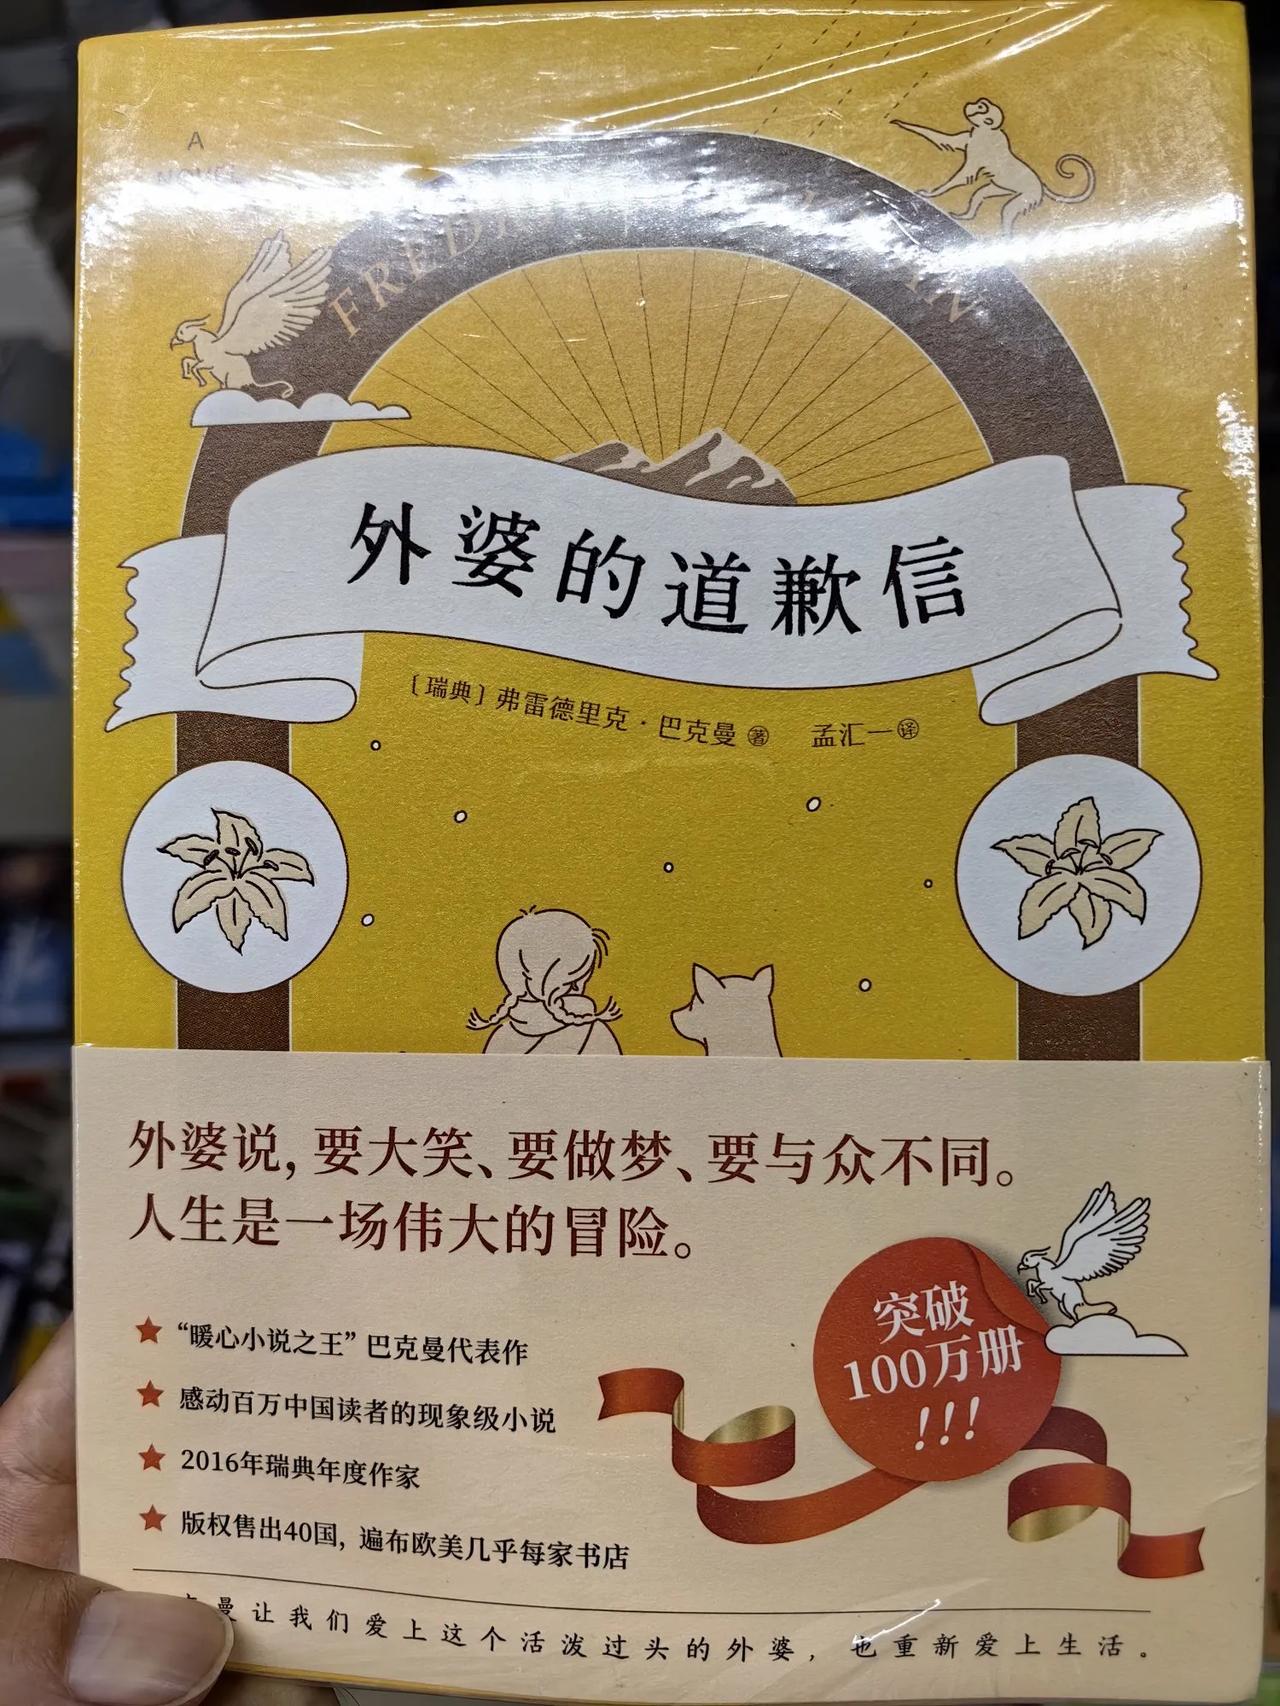 A
NOVEL
外婆的道歉信
〔瑞典〕弗雷德里克·巴克曼 著 孟汇一 译
外婆说，要大笑、要做梦、要与众不同。
人生是一场伟大的冒险。
突破
100万册
!!!
“暖心小说之王”巴克曼代表作
感动百万中国读者的现象级小说
2016年瑞典年度作家
版权售出40国，遍布欧美几乎每家书店
曼让我们爱上这个活泼过头的外婆，也重新爱上生活。